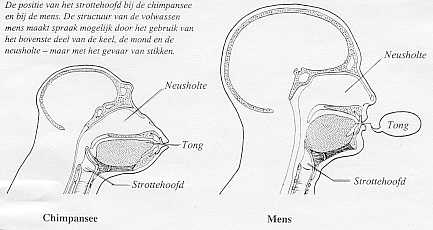 De positie van het strottehoofd bij de chimpansee
en bij de mens. De structuur van de volwassen
mens maakt spraak mogelijk door het gebruik van
het bovenste deel van de keel, de mond en de
neusholte – maar met het gevaar van stikken.
Neusholte
Tong
Strottehoofd
Chimpansee
Neusholte
Tong
Strottehoofd
Mens